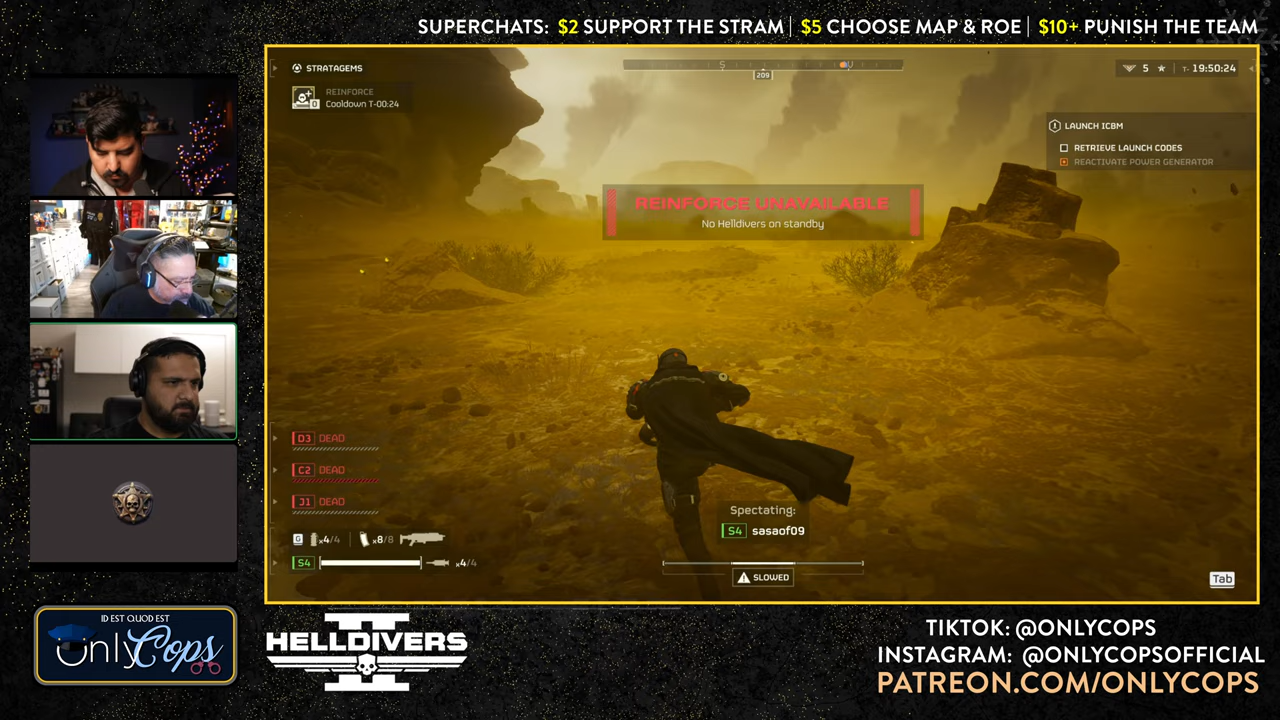 SUPERCHATS: $2 SUPPORT THE STRAM | $5 CHOOSE MAP & ROE | $10+ PUNISH THE TEAM
STRATAGEMS
REINFORCE
Cooldown T-00:24
0
S
209
5
T- 19:50:24
LAUNCH ICBM
RETRIEVE LAUNCH CODES
REACTIVATE POWER GENERATOR
REINFORCE UNAVAILABLE
No Helldivers on standby
D3 DEAD
C2 DEAD
J1 DEAD
G x4/4 x8/8
S4 x4/4
Spectating:
S4 sasaof09
SLOWED
Tab
ID EST QUOD EST
OnlyCops
HELLDIVERS
II
TIKTOK: @ONLYCOPS
INSTAGRAM: @ONLYCOPSOFFICIAL
PATREON.COM/ONLYCOPS